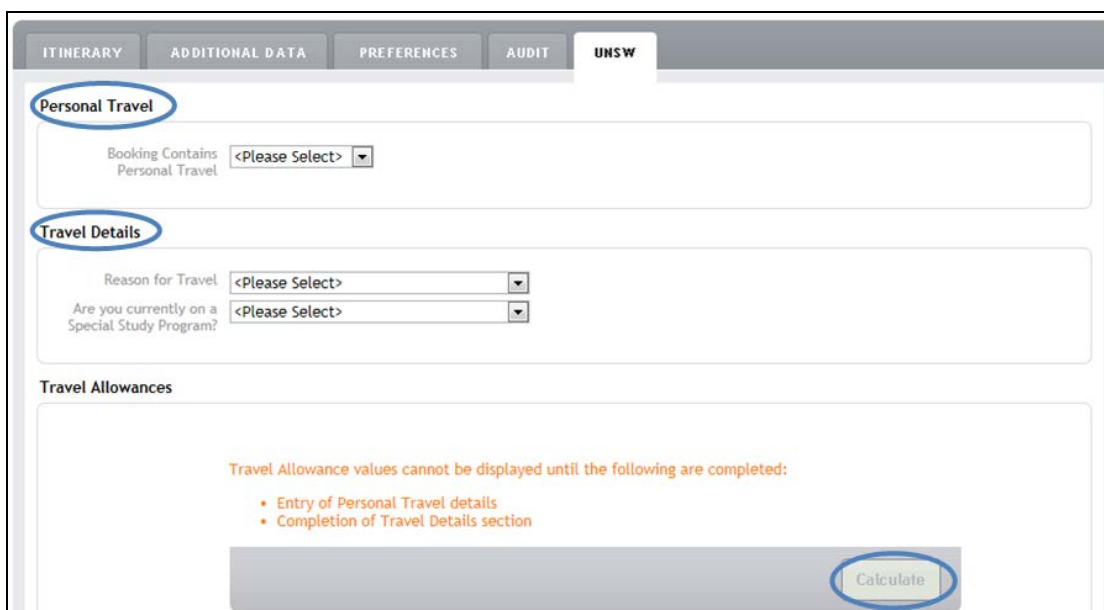 ITINERARY ADDITIONAL DATA PREFERENCES AUDIT UNSW
Personal Travel
Booking Contains <Please Select>
Personal Travel
Travel Details
Reason for Travel <Please Select>
Are you currently on a <Please Select>
Special Study Program?
Travel Allowances
Travel Allowance values cannot be displayed until the following are completed:
• Entry of Personal Travel details
• Completion of Travel Details section
Calculate